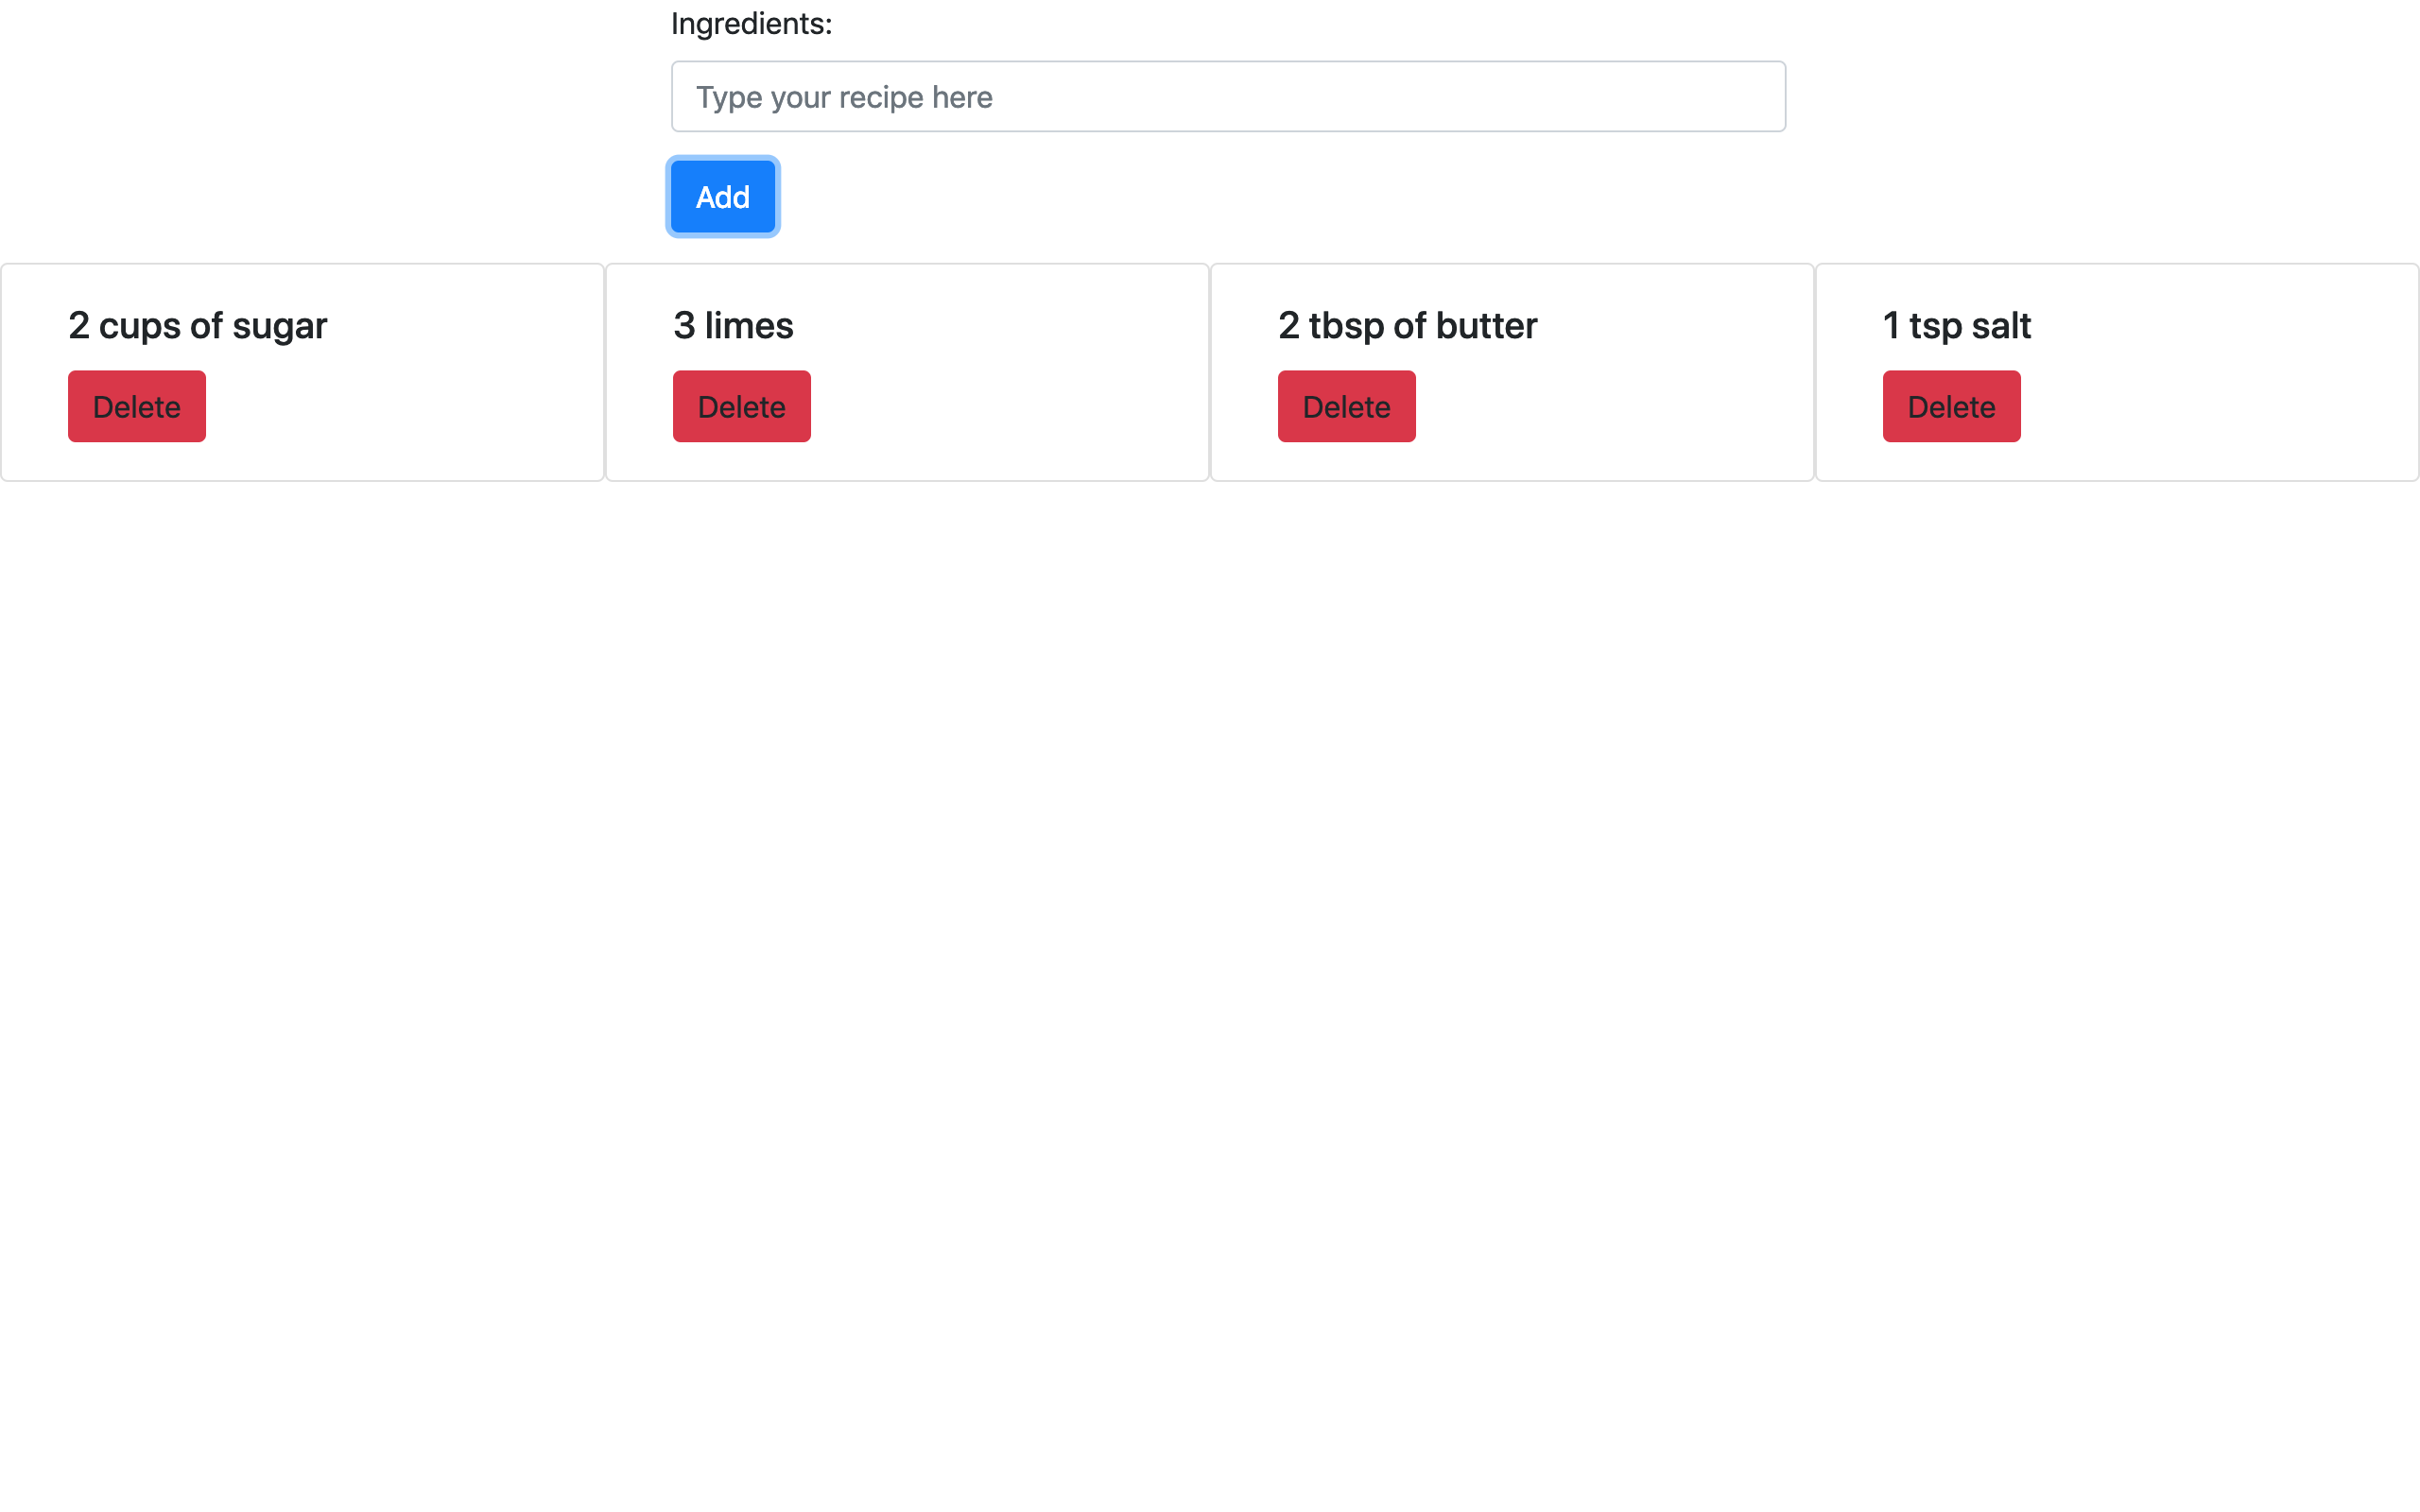 Ingredients:
Type your recipe here
Add
2 cups of sugar
Delete
3 limes
Delete
2 tbsp of butter
Delete
1 tsp salt
Delete